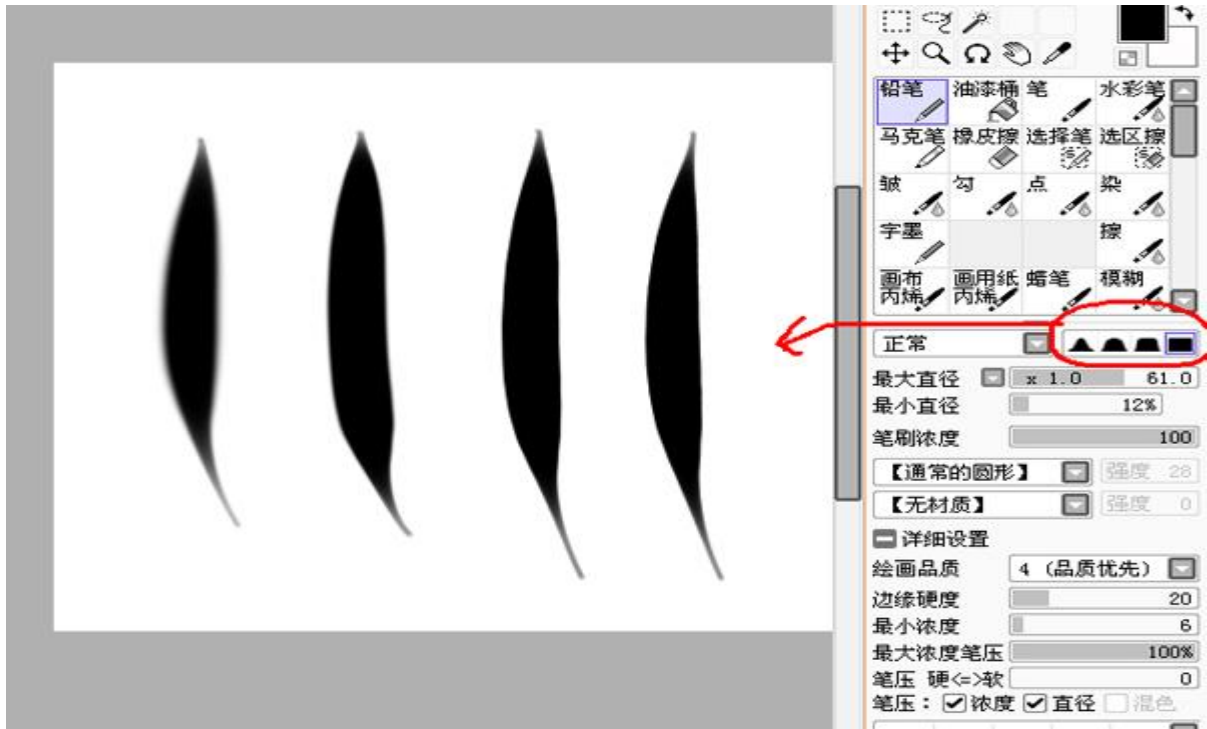 铅笔 油漆桶 笔 水彩笔
马克笔 橡皮擦 选择笔 选区擦
皴 勾 点 染
字墨 擦
画布丙烯 画用纸丙烯 蜡笔 模糊
正常
最大直径 x 1.0 61.0
最小直径 12%
笔刷浓度 100
【通常的圆形】 强度 28
【无材质】 强度 0
详细设置
绘画品质 4 (品质优先)
边缘硬度 20
最小浓度 6
最大浓度笔压 100%
笔压 硬<=>软 0
笔压: 浓度 直径 混色